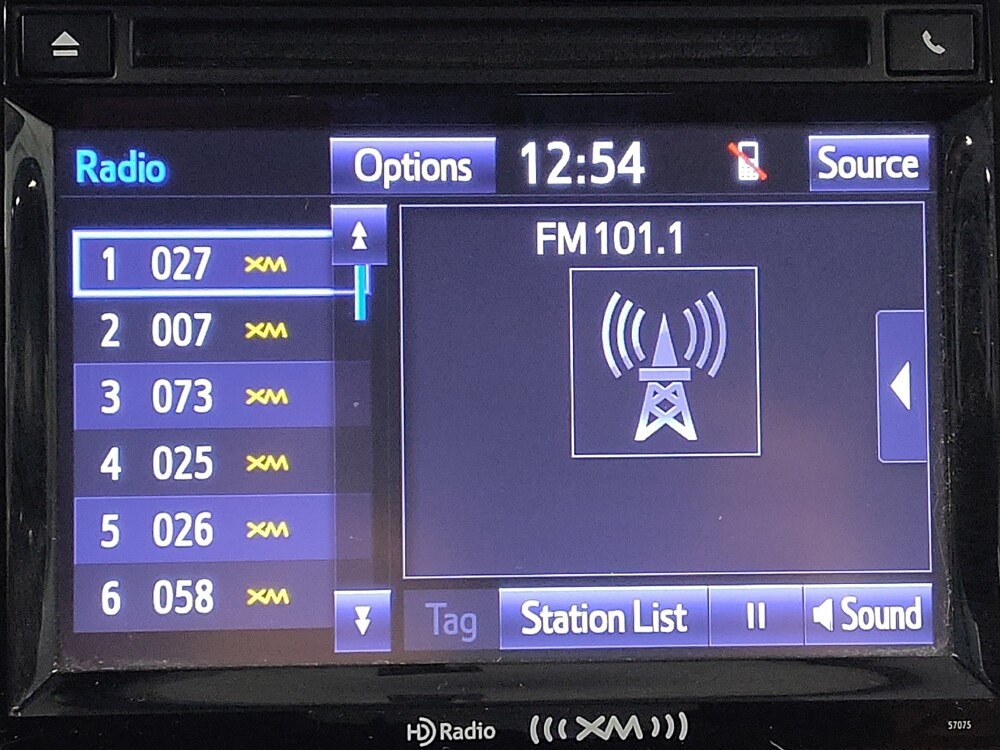 Radio Options 12:54 Source
FM 101.1
1 027 XM
2 007 XM
3 073 XM
4 025 XM
5 026 XM
6 058 XM
Tag Station List Sound
HD Radio XM
57075